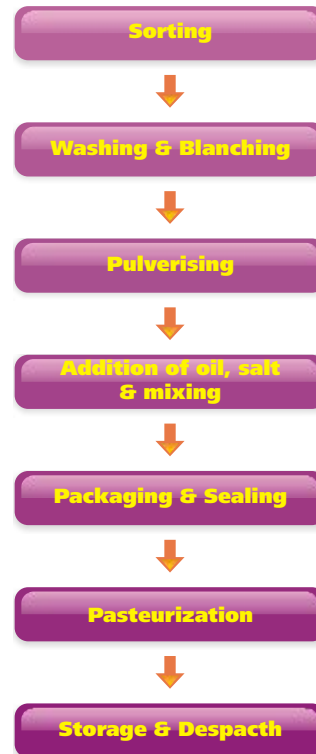 Sorting
Washing & Blanching
Pulverising
Addition of oil, salt
& mixing
Packaging & Sealing
Pasteurization
Storage & Despacth